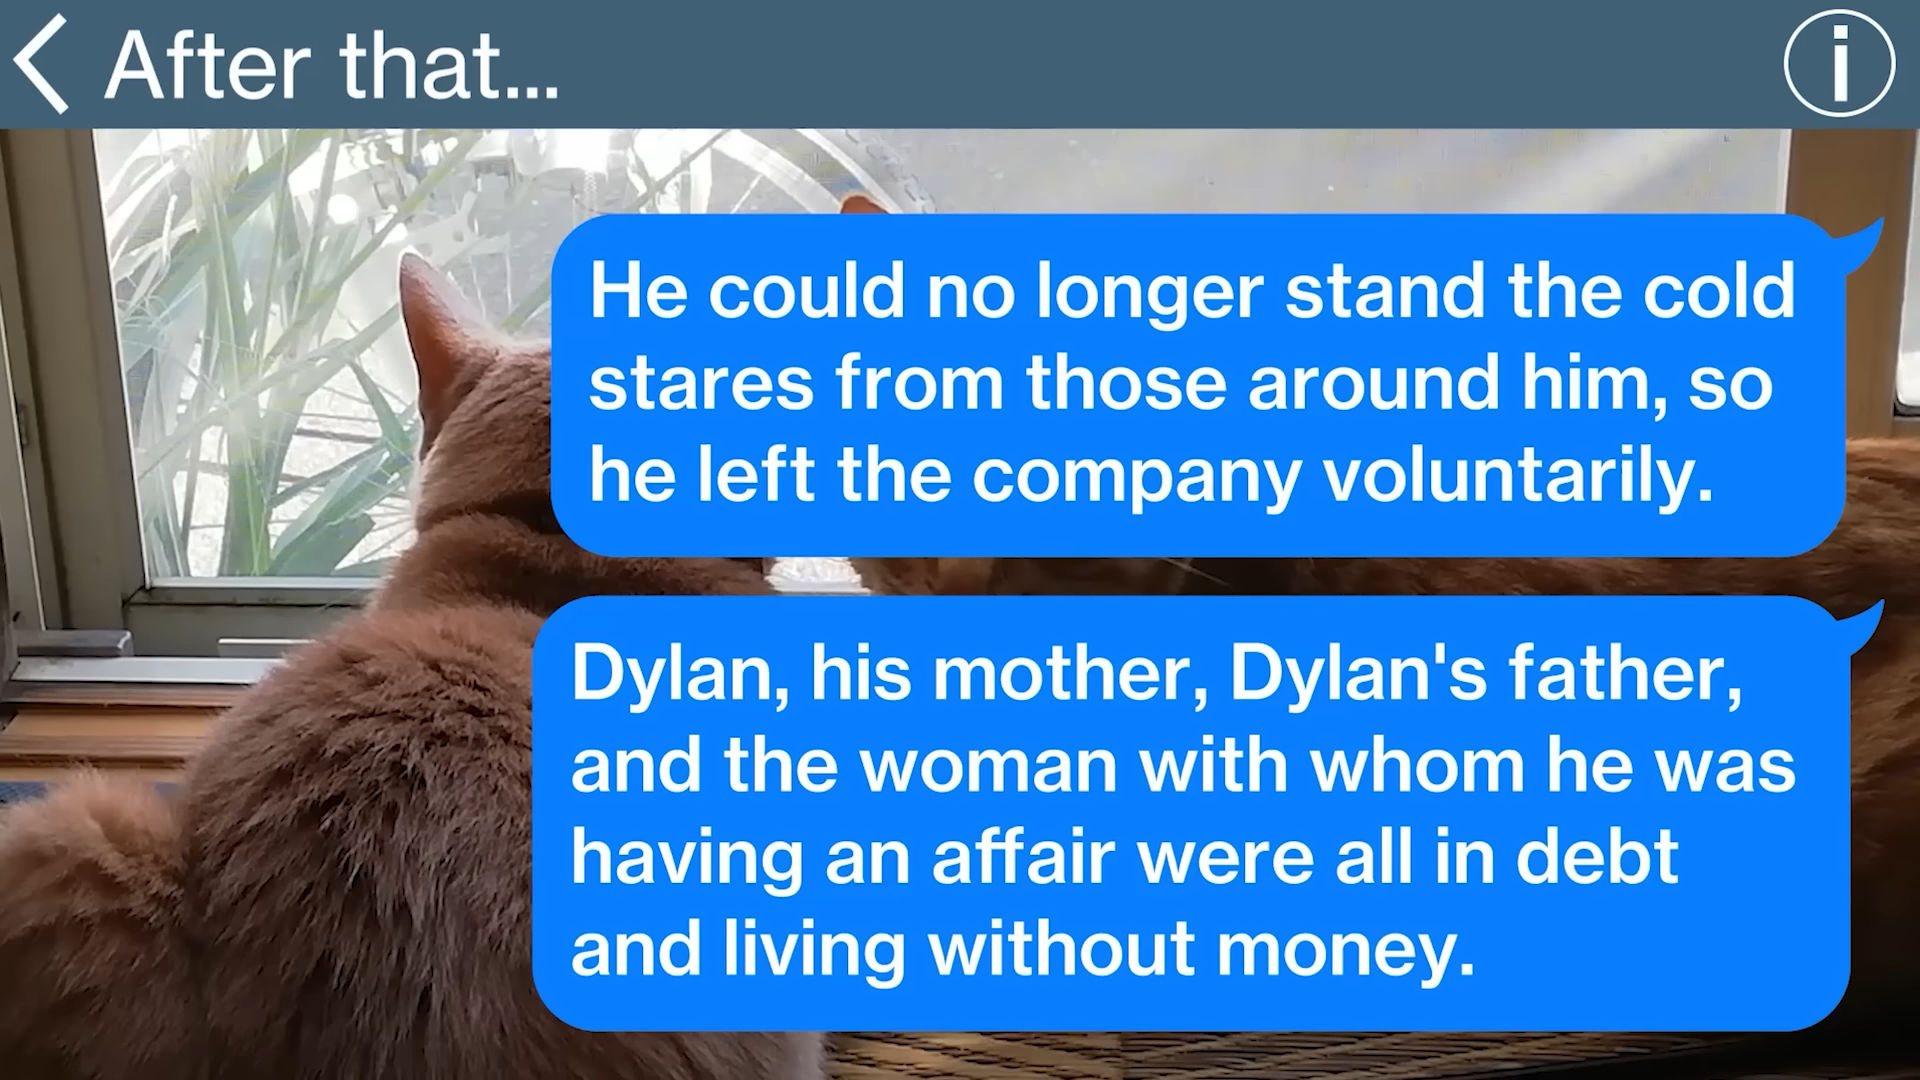 After that...
He could no longer stand the cold
stares from those around him, so
he left the company voluntarily.
Dylan, his mother, Dylan's father,
and the woman with whom he was
having an affair were all in debt
and living without money.